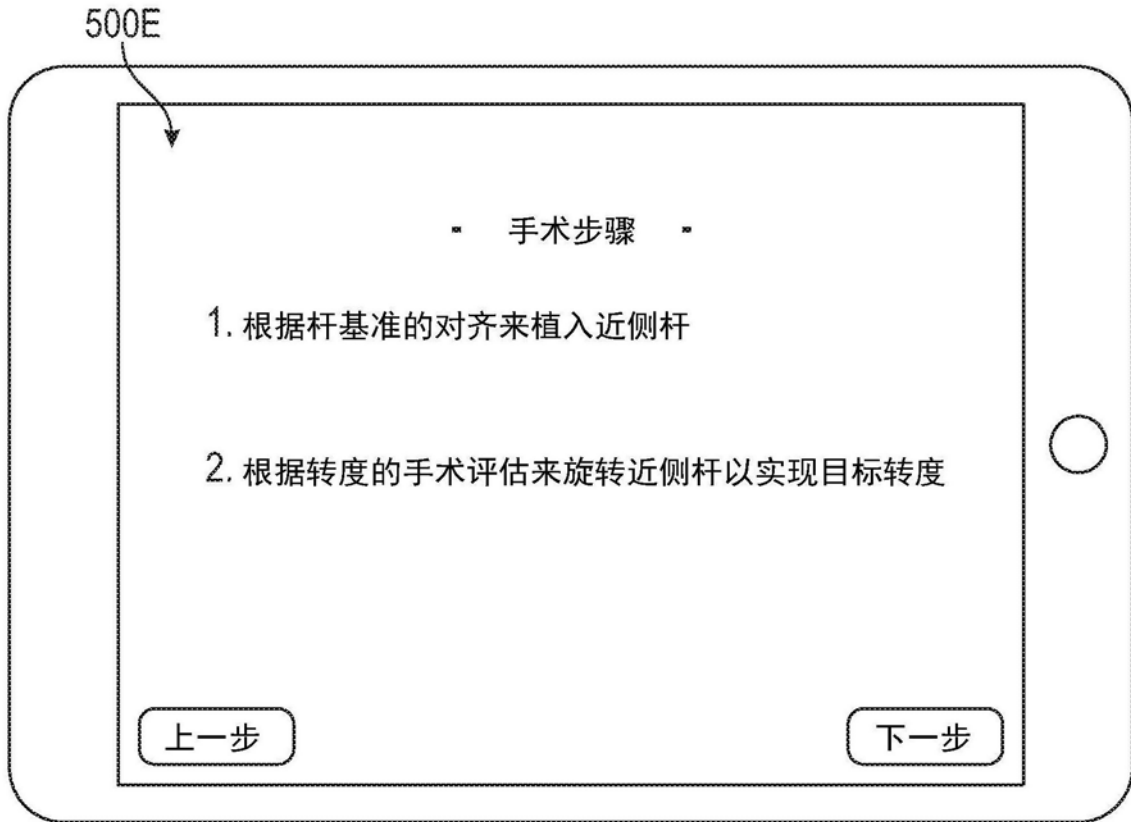 500E
- 手术步骤 -
1. 根据杆基准的对齐来植入近侧杆
2. 根据转度的手术评估来旋转近侧杆以实现目标转度
上一步
下一步